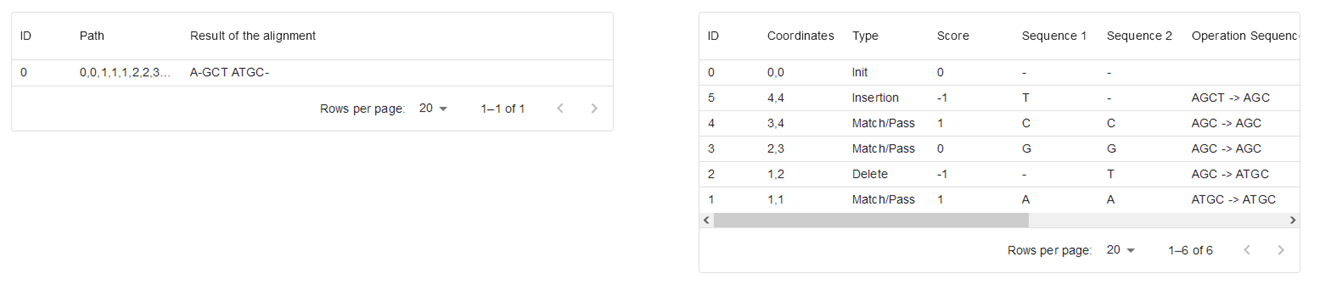 ID Path Result of the alignment
0 0,0,1,1,1,2,2,3... A-GCT ATGC-
Rows per page: 20 1–1 of 1
ID Coordinates Type Score Sequence 1 Sequence 2 Operation Sequenc
0 0,0 Init 0 - -
5 4,4 Insertion -1 T - AGCT -> AGC
4 3,4 Match/Pass 1 C C AGC -> AGC
3 2,3 Match/Pass 0 G G AGC -> AGC
2 1,2 Delete -1 - T AGC -> ATGC
1 1,1 Match/Pass 1 A A ATGC -> ATGC
Rows per page: 20 1–6 of 6